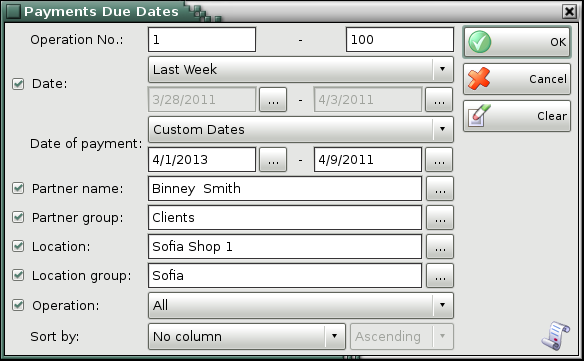 Payments Due Dates
Operation No.: 1 - 100 OK
Last Week
Date: Cancel
3/28/2011 ... - 4/3/2011 ...
Custom Dates Clear
Date of payment:
4/1/2013 ... - 4/9/2011 ...
Partner name: Binney  Smith ...
Partner group: Clients ...
Location: Sofia Shop 1 ...
Location group: Sofia ...
Operation: All
Sort by: No column Ascending